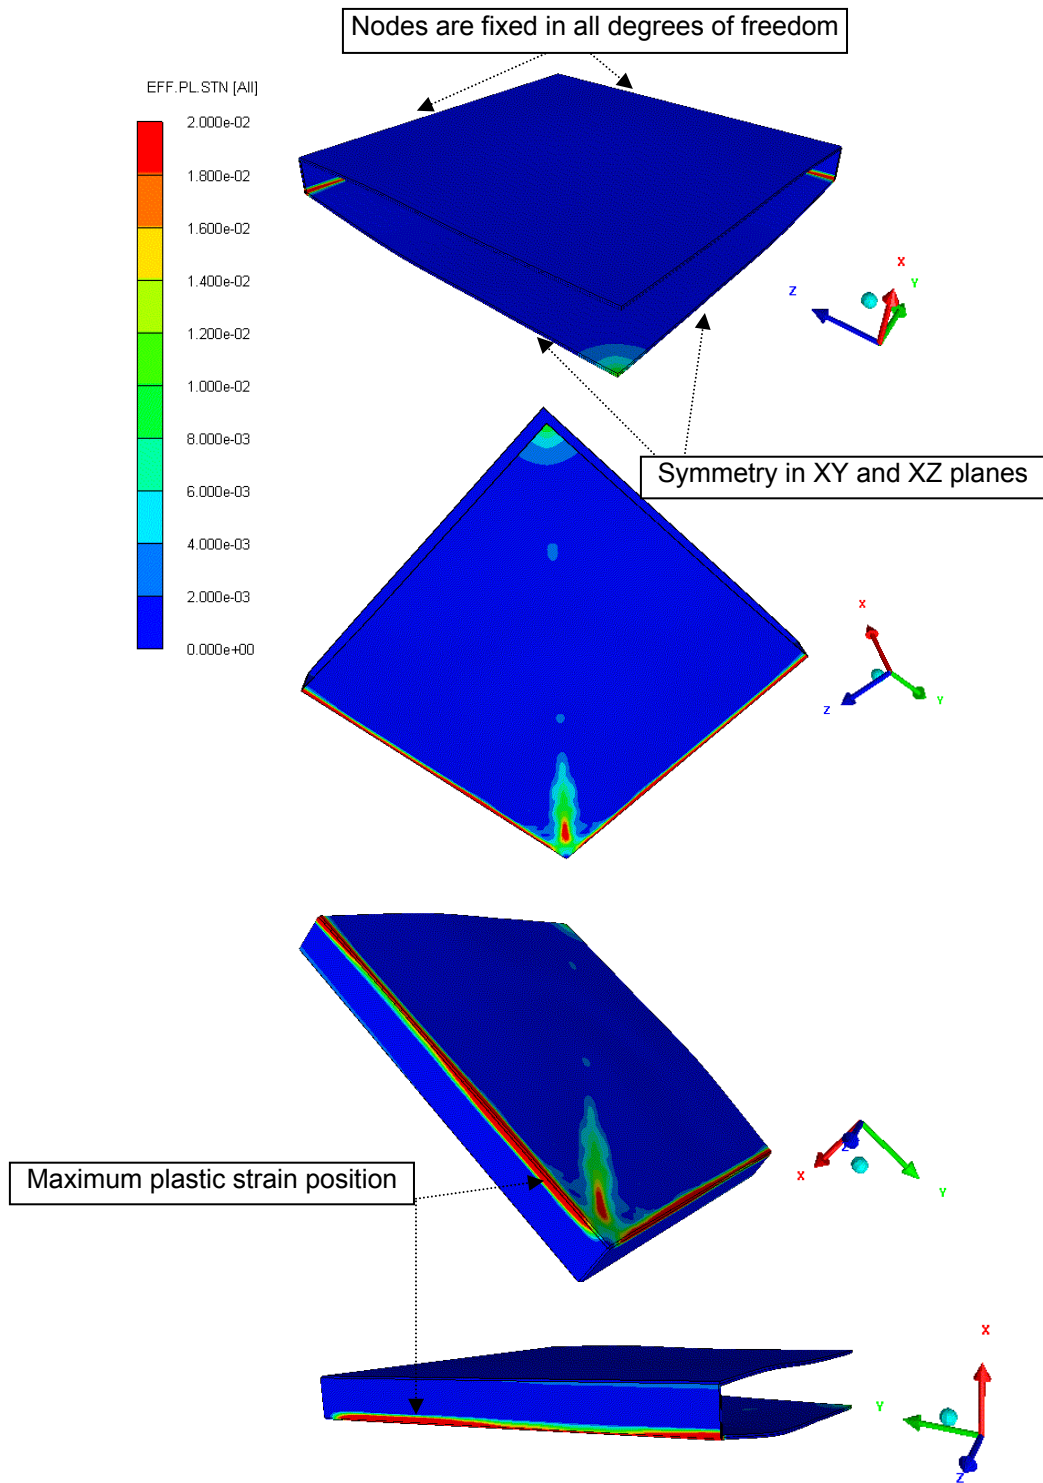 Nodes are fixed in all degrees of freedom
EFF.PL.STN [All]
2.000e-02
1.800e-02
1.600e-02
1.400e-02
1.200e-02
1.000e-02
8.000e-03
6.000e-03
4.000e-03
2.000e-03
0.000e+00
X
Y
Z
Symmetry in XY and XZ planes
X
Z
Y
Z
X
Y
Maximum plastic strain position
X
Y
Z